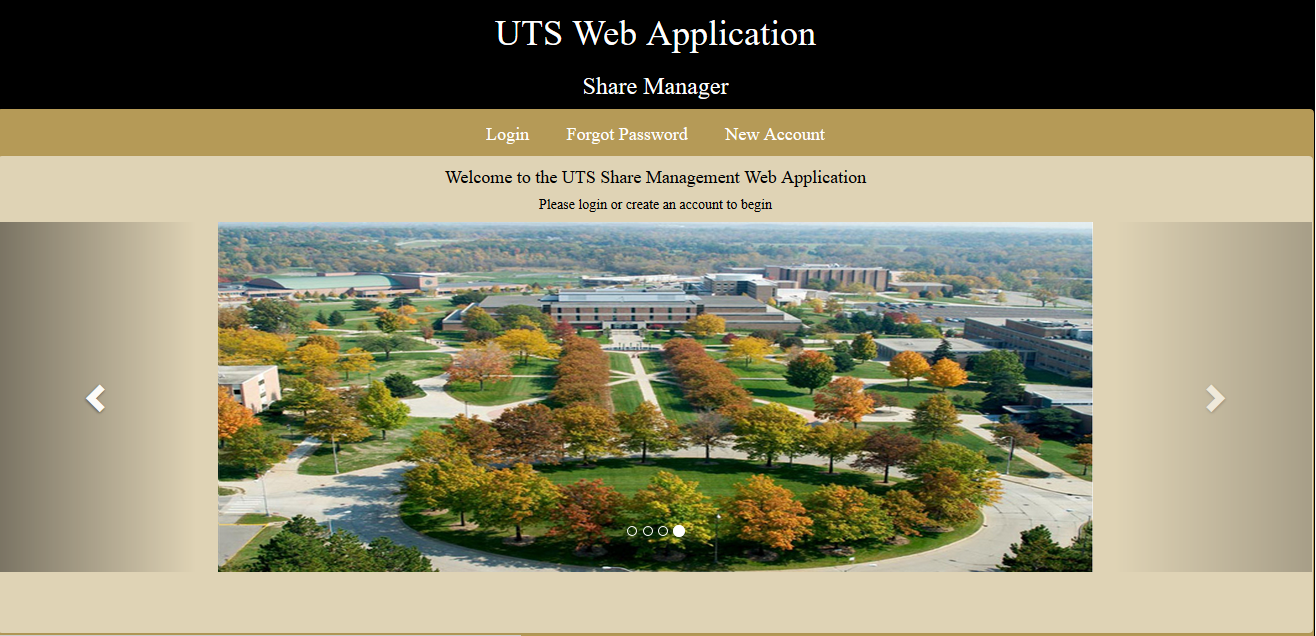 UTS Web Application
Share Manager
Login Forgot Password New Account
Welcome to the UTS Share Management Web Application
Please login or create an account to begin